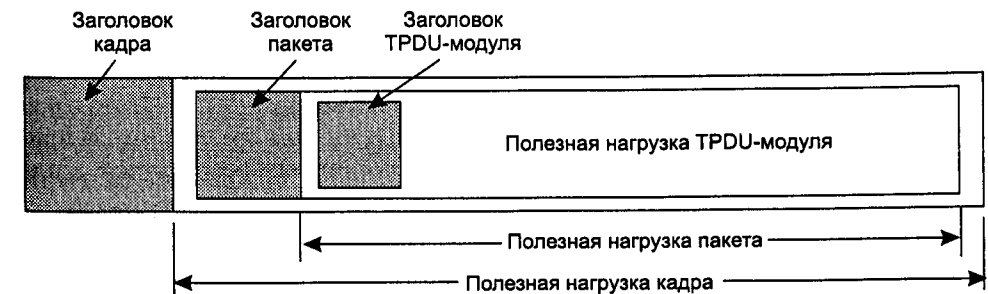 Заголовок кадра
Заголовок пакета
Заголовок TPDU-модуля
Полезная нагрузка TPDU-модуля
Полезная нагрузка пакета
Полезная нагрузка кадра